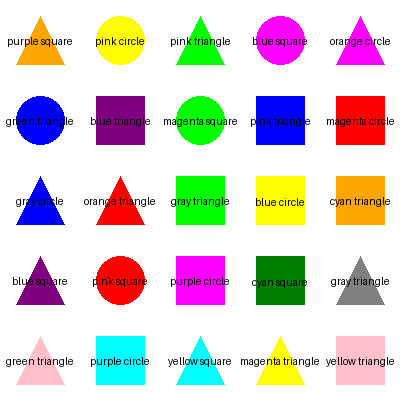 purple square pink circle pink triangle blue square orange circle
green triangle blue triangle magenta square pink triangle magenta circle
gray circle orange triangle gray triangle blue circle cyan triangle
blue square pink square purple circle cyan square gray triangle
green triangle purple circle yellow square magenta triangle yellow triangle